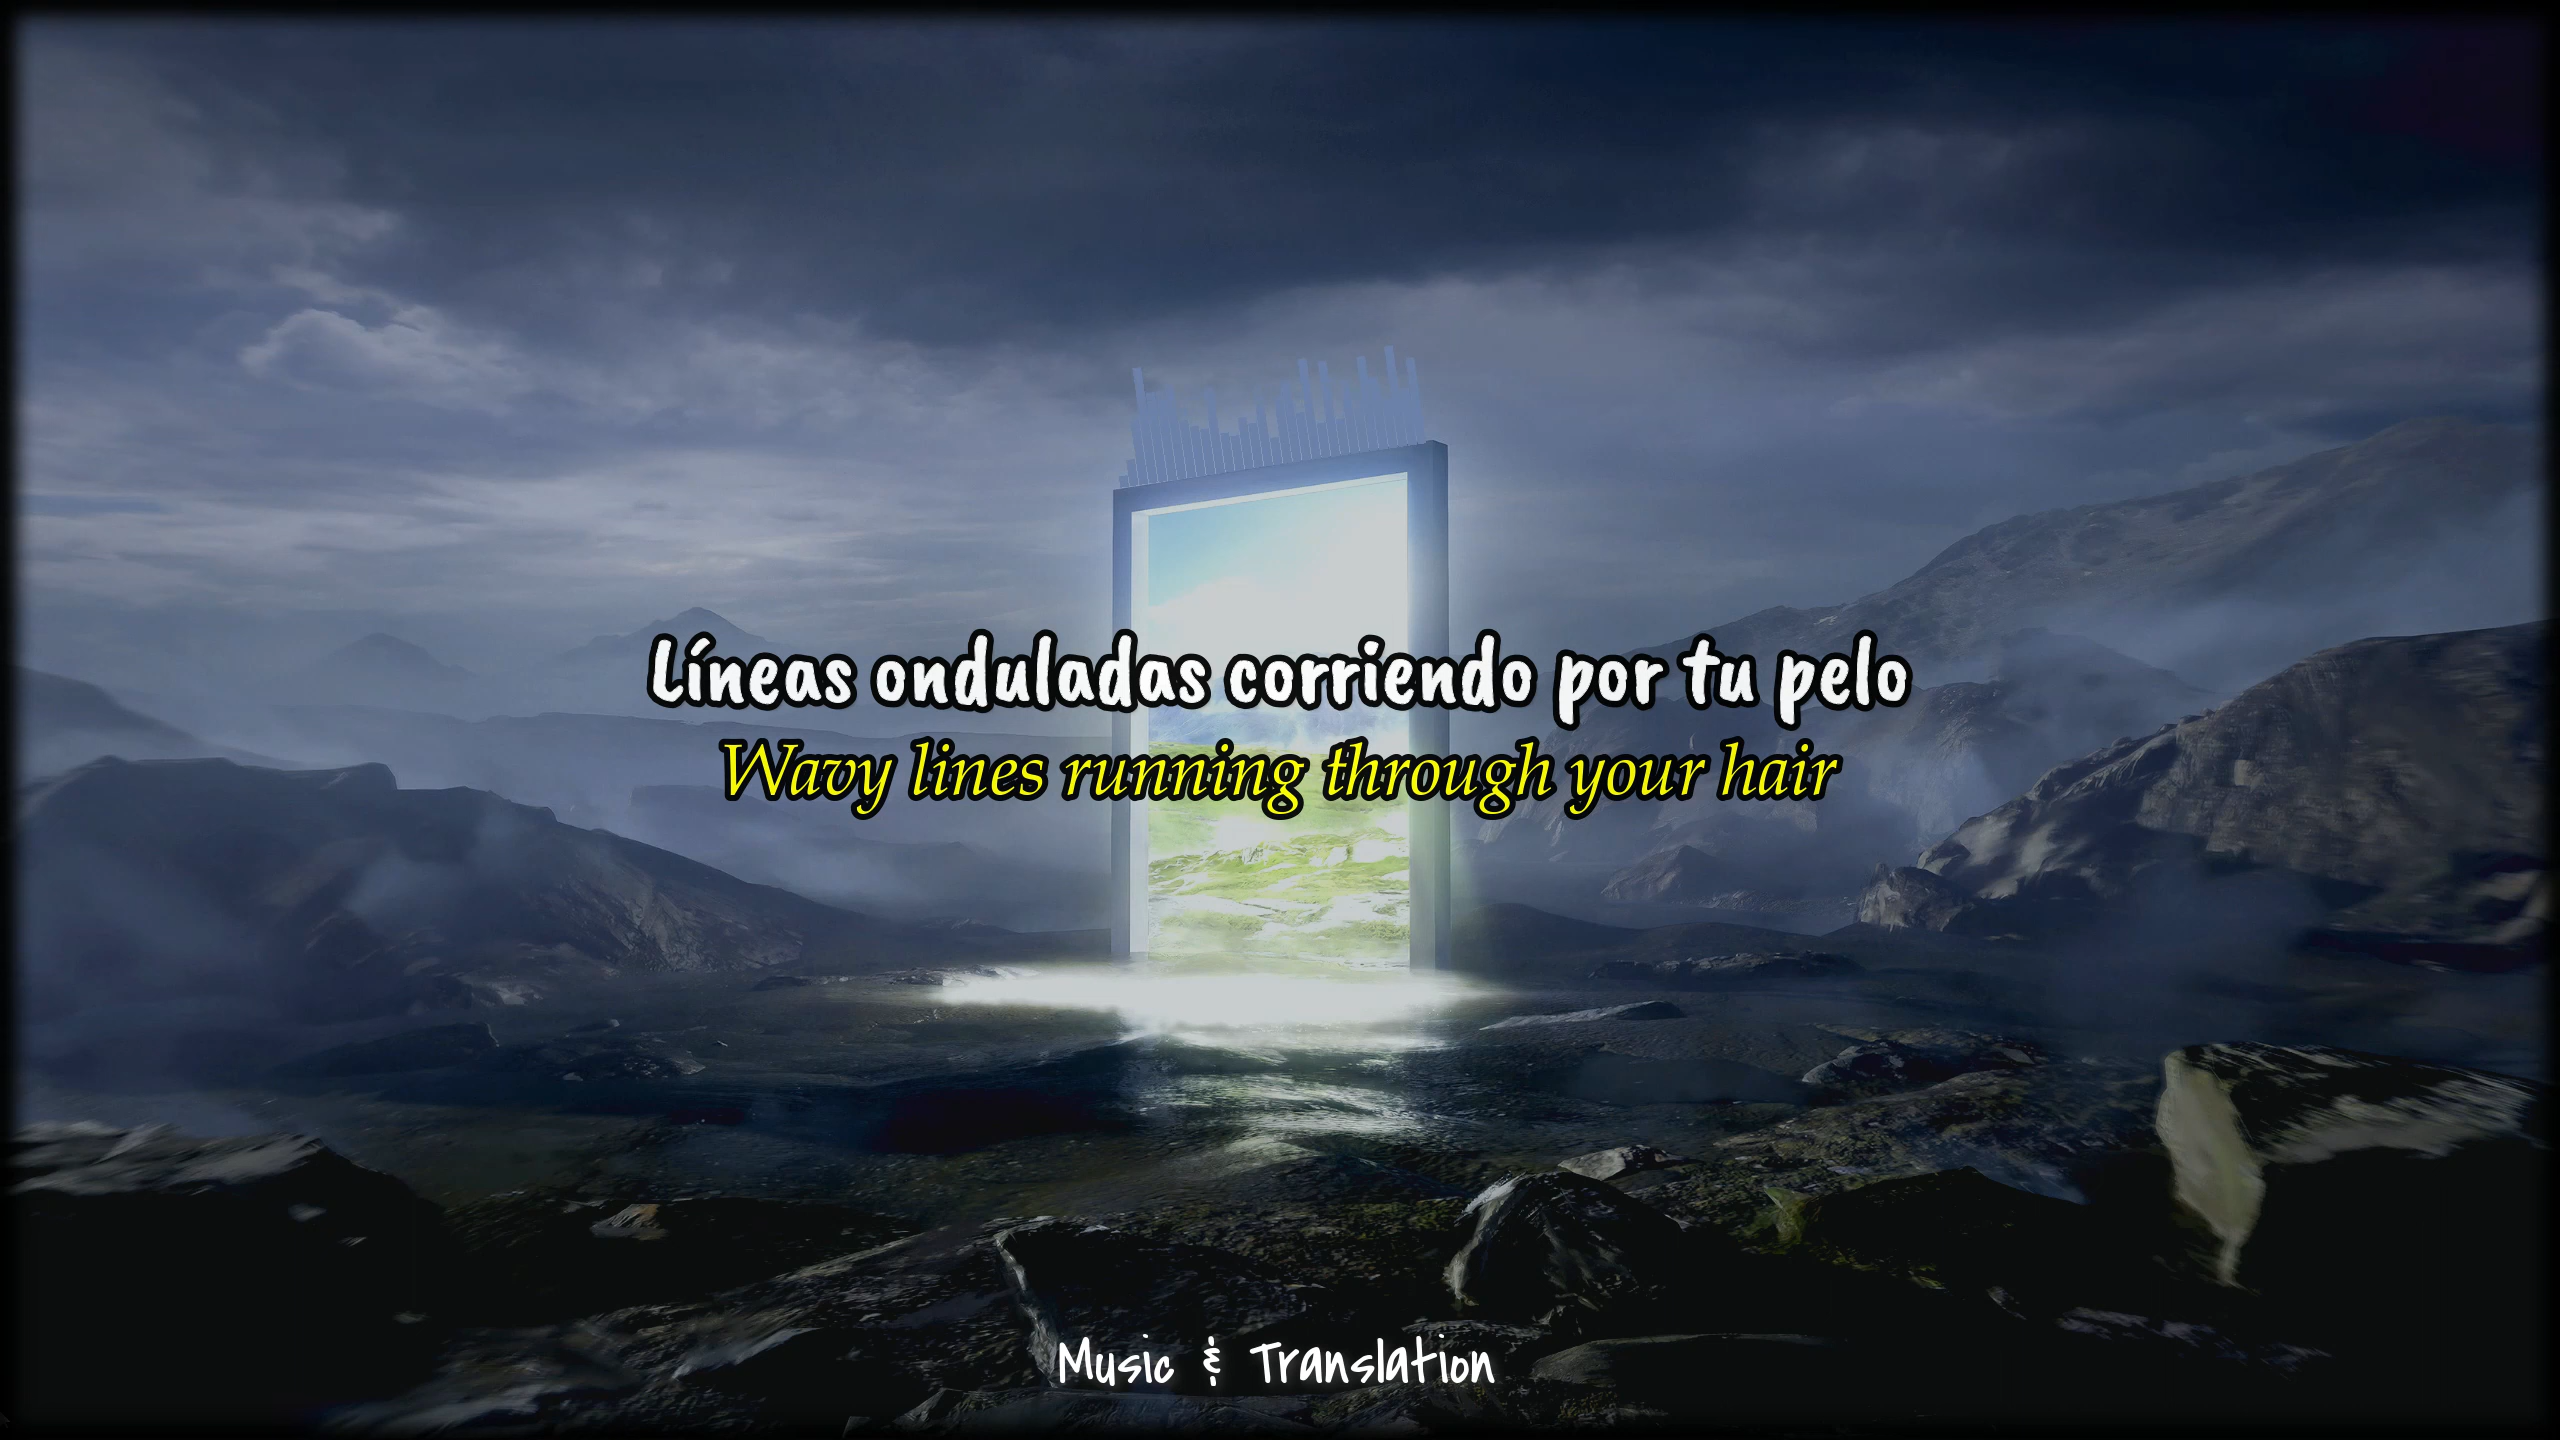 Líneas onduladas corriendo por tu pelo
Wavy lines running through your hair
Music & Translation